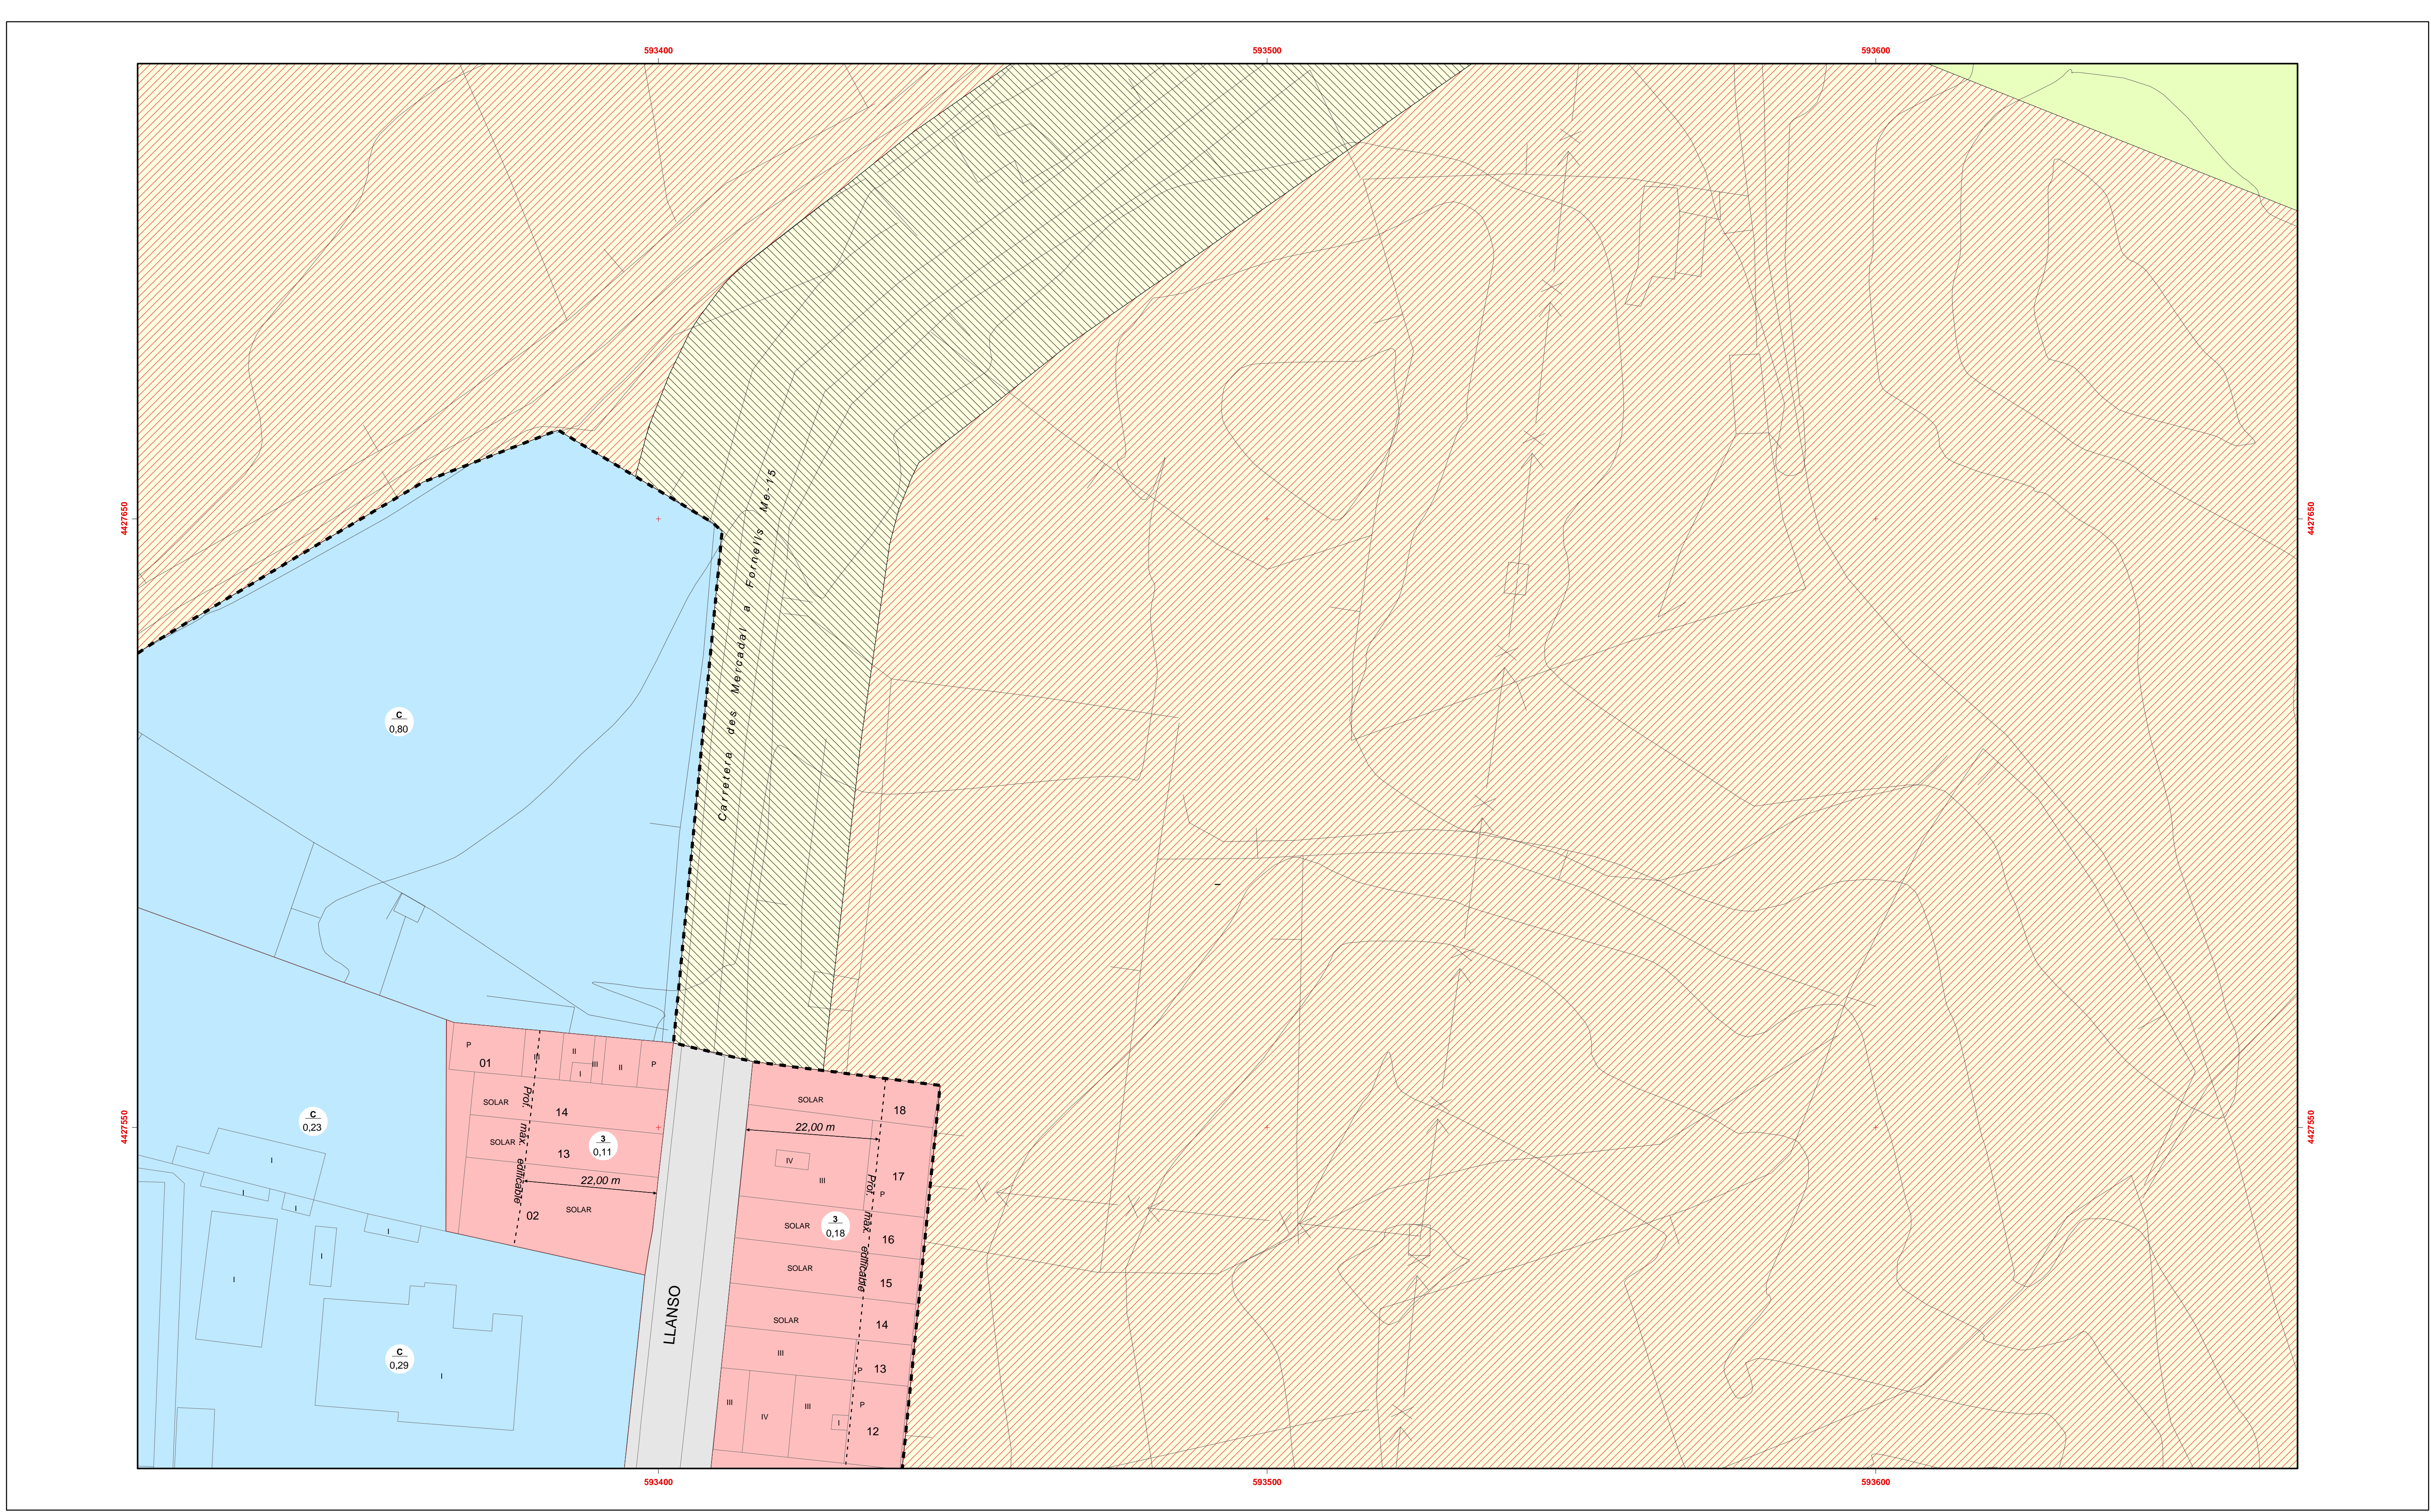 593400
593500
593600
4427650
4427650
Carretera des Mercadal a Fornells Me-15
C
0,80
P
01
III
II
I
III
II
P
SOLAR
14
SOLAR
13
3
0,11
Prof. max. edificable
22,00 m
02
SOLAR
C
0,23
I
I
I
I
I
I
C
0,29
I
LLANSO
SOLAR
18
22,00 m
IV
III
17
P
Prof. max. edificable
3
0,18
SOLAR
16
SOLAR
15
SOLAR
14
III
P
13
III
IV
III
I
P
12
4427550
4427550
593400
593500
593600